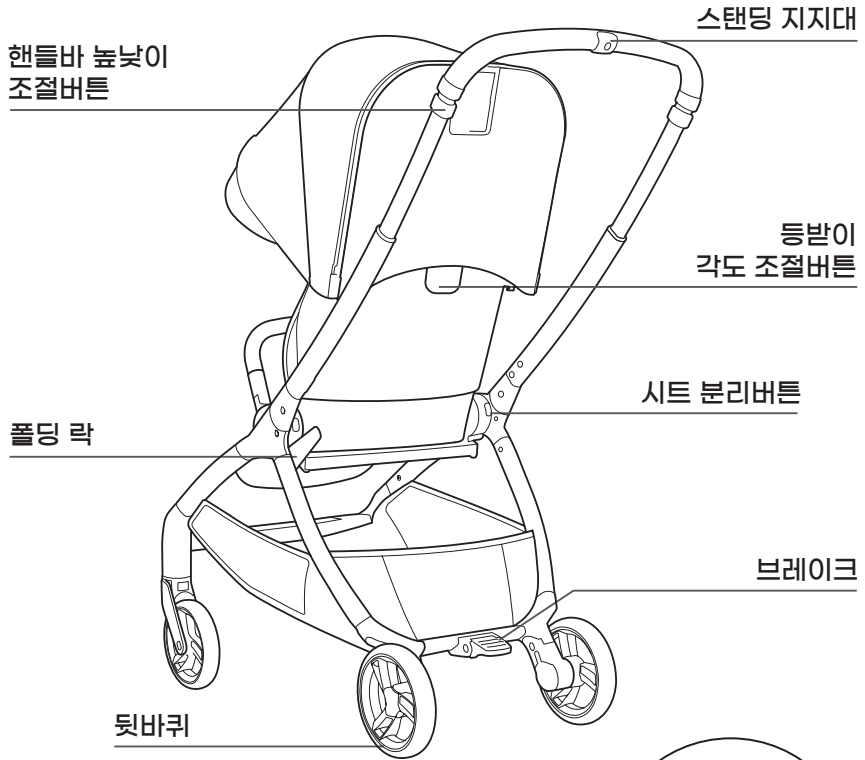 스탠딩 지지대
핸들바 높낮이
조절버튼
등받이
각도 조절버튼
시트 분리버튼
폴딩 락
브레이크
뒷바퀴